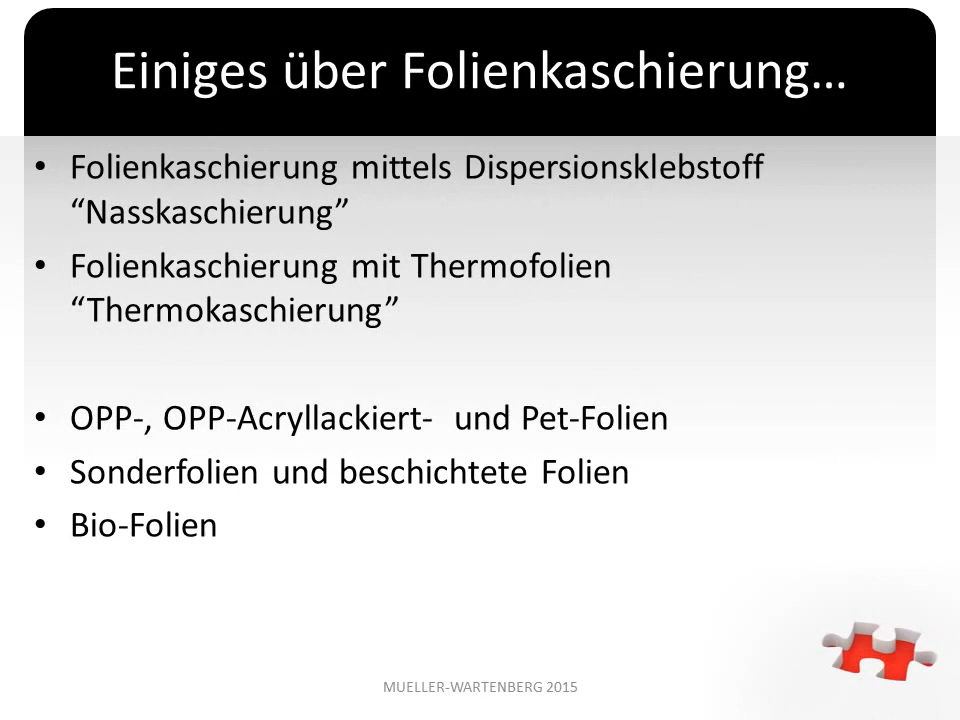 Einiges über Folienkaschierung…
• Folienkaschierung mittels Dispersionsklebstoff
“Nasskaschierung”
• Folienkaschierung mit Thermofolien
“Thermokaschierung”
• OPP-, OPP-Acryllackiert-  und Pet-Folien
• Sonderfolien und beschichtete Folien
• Bio-Folien
MUELLER-WARTENBERG 2015